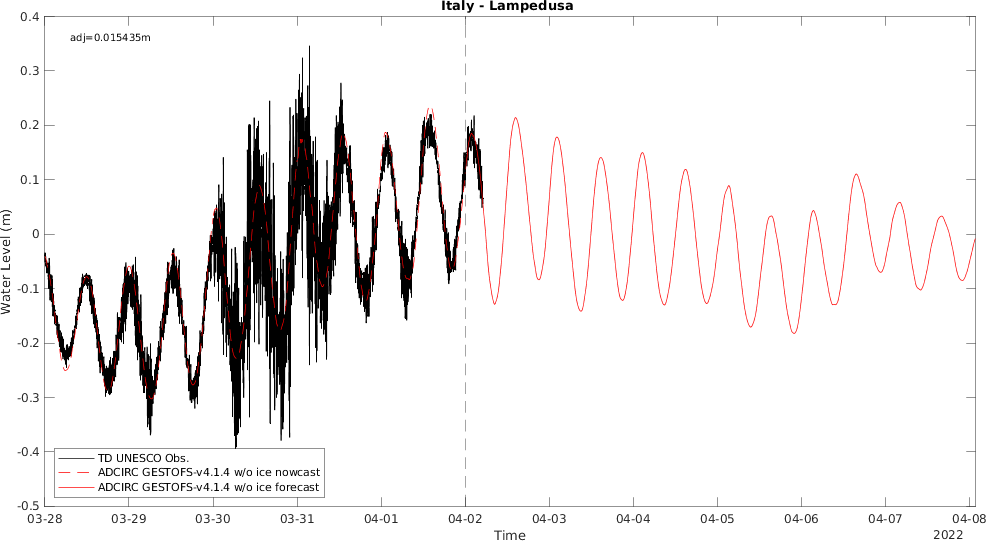 Italy - Lampedusa
adj=0.015435m
0.4
0.3
0.2
0.1
0
-0.1
-0.2
-0.3
-0.4
-0.5
Water Level (m)
TD UNESCO Obs.
ADCIRC GESTOFS-v4.1.4 w/o ice nowcast
ADCIRC GESTOFS-v4.1.4 w/o ice forecast
03-28 03-29 03-30 03-31 04-01 04-02 04-03 04-04 04-05 04-06 04-07 04-08
Time
2022